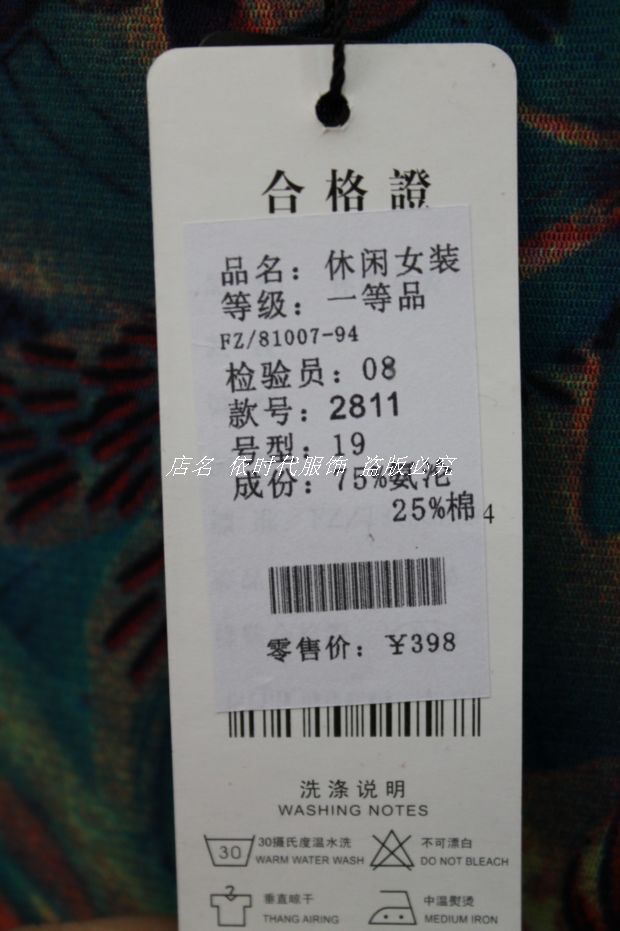 合格證
品名：休闲女装
等级：一等品
FZ/81007-94
检验员：08
款号：2811
号型：19
店名 依时代服饰 盗版必究
成份：75%氨纶
25%棉
4
零售价：¥398
洗涤说明
WASHING NOTES
30
30摄氏度温水洗
WARM WATER WASH
不可漂白
DO NOT BLEACH
垂直晾干
THANG AIRING
中温熨烫
MEDIUM IRON